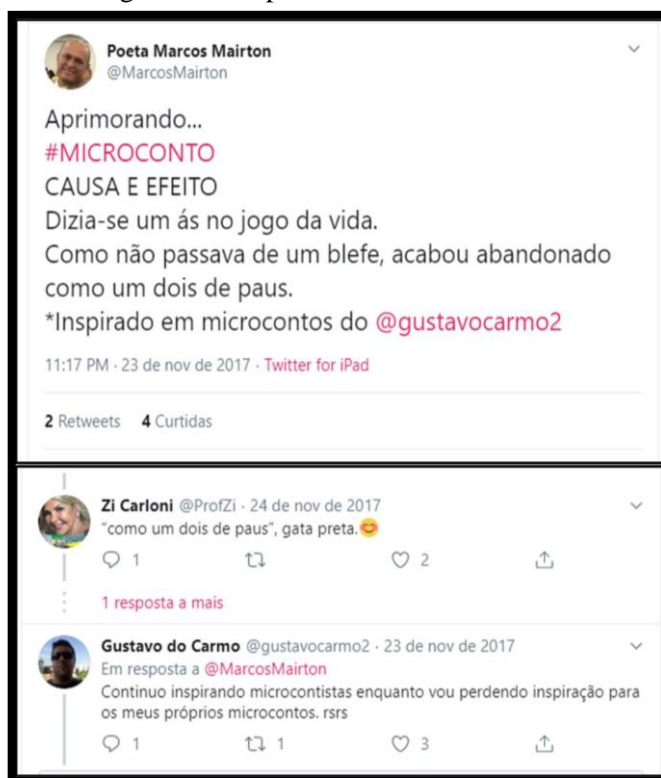 Poeta Marcos Mairton
@MarcosMairton
Aprimorando...
#MICROCONTO
CAUSA E EFEITO
Dizia-se um ás no jogo da vida.
Como não passava de um blefe, acabou abandonado
como um dois de paus.
*Inspirado em microcontos do @gustavocarmo2
11:17 PM · 23 de nov de 2017 · Twitter for iPad
2 Retweets 4 Curtidas
Zi Carloni @ProfZi · 24 de nov de 2017
“como um dois de paus”, gata preta.😊
1 2
1 resposta a mais
Gustavo do Carmo @gustavocarmo2 · 23 de nov de 2017
Em resposta a @MarcosMairton
Continuo inspirando microcontistas enquanto vou perdendo inspiração para
os meus próprios microcontos. rsrs
1 1 3